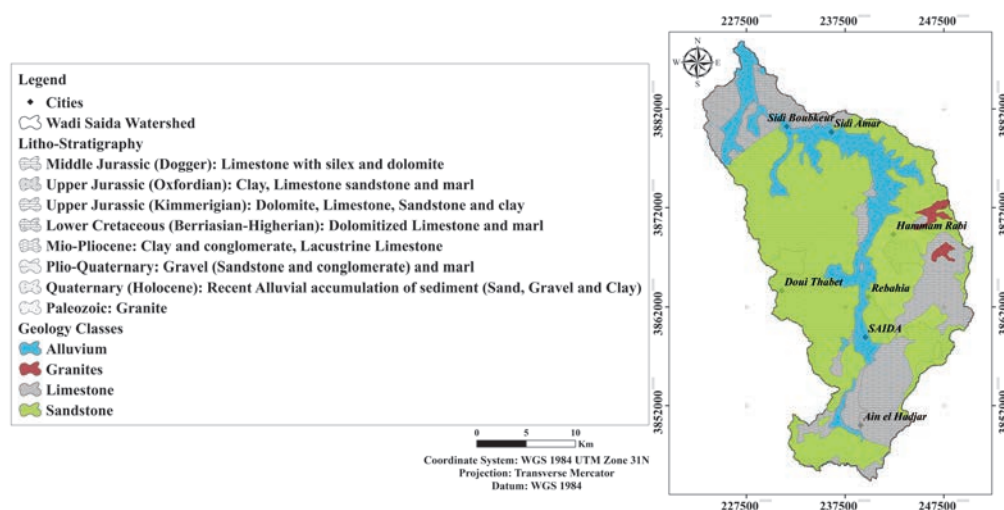 Legend
Cities
Wadi Saida Watershed
Litho-Stratigraphy
Middle Jurassic (Dogger): Limestone with silex and dolomite
Upper Jurassic (Oxfordian): Clay, Limestone sandstone and marl
Upper Jurassic (Kimmerigian): Dolomite, Limestone, Sandstone and clay
Lower Cretaceous (Berriasian-Higherian): Dolomitized Limestone and marl
Mio-Pliocene: Clay and conglomerate, Lacustrine Limestone
Plio-Quaternary: Gravel (Sandstone and conglomerate) and marl
Quaternary (Holocene): Recent Alluvial accumulation of sediment (Sand, Gravel and Clay)
Paleozoic: Granite
Geology Classes
Alluvium
Granites
Limestone
Sandstone
0 5 10
Km
Coordinate System: WGS 1984 UTM Zone 31N
Projection: Transverse Mercator
Datum: WGS 1984
227500 237500 247500
N
W E
S
3882000 3882000
Sidi Boubkeur
Sidi Amar
3872000 3872000
Hammam Rabi
Doui Thabet
Rebahia
3862000 3862000
SAIDA
3852000 3852000
Ain el Hadjar
227500 237500 247500